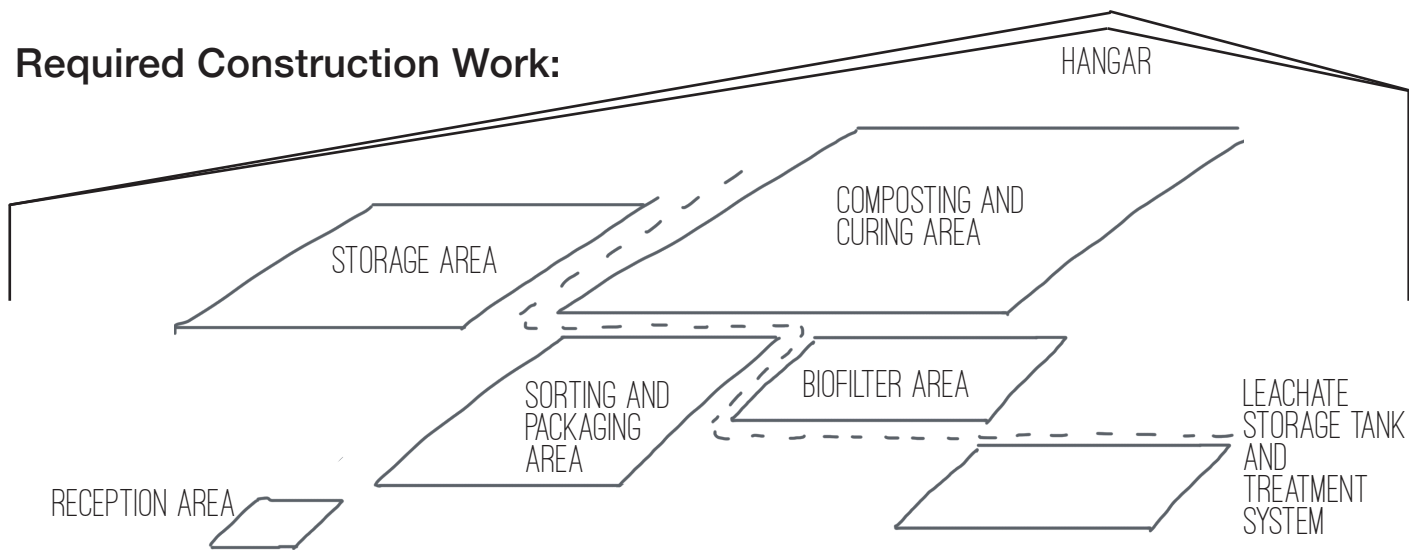 Required Construction Work:
HANGAR
COMPOSTING AND
CURING AREA
STORAGE AREA
SORTING AND
PACKAGING
AREA
BIOFILTER AREA
LEACHATE
STORAGE TANK
AND
TREATMENT
SYSTEM
RECEPTION AREA